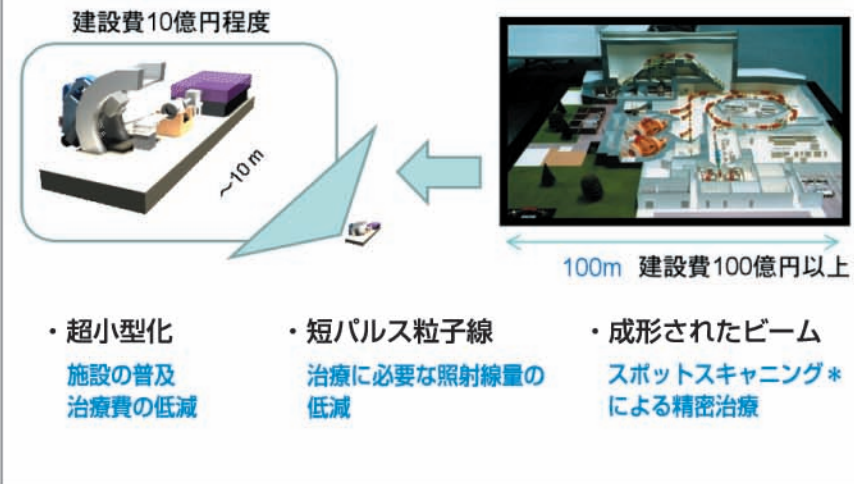 建設費10億円程度
～10m
100m 建設費100億円以上
・超小型化
施設の普及
治療費の低減
・短パルス粒子線
治療に必要な照射線量の
低減
・成形されたビーム
スポットスキャニング＊
による精密治療